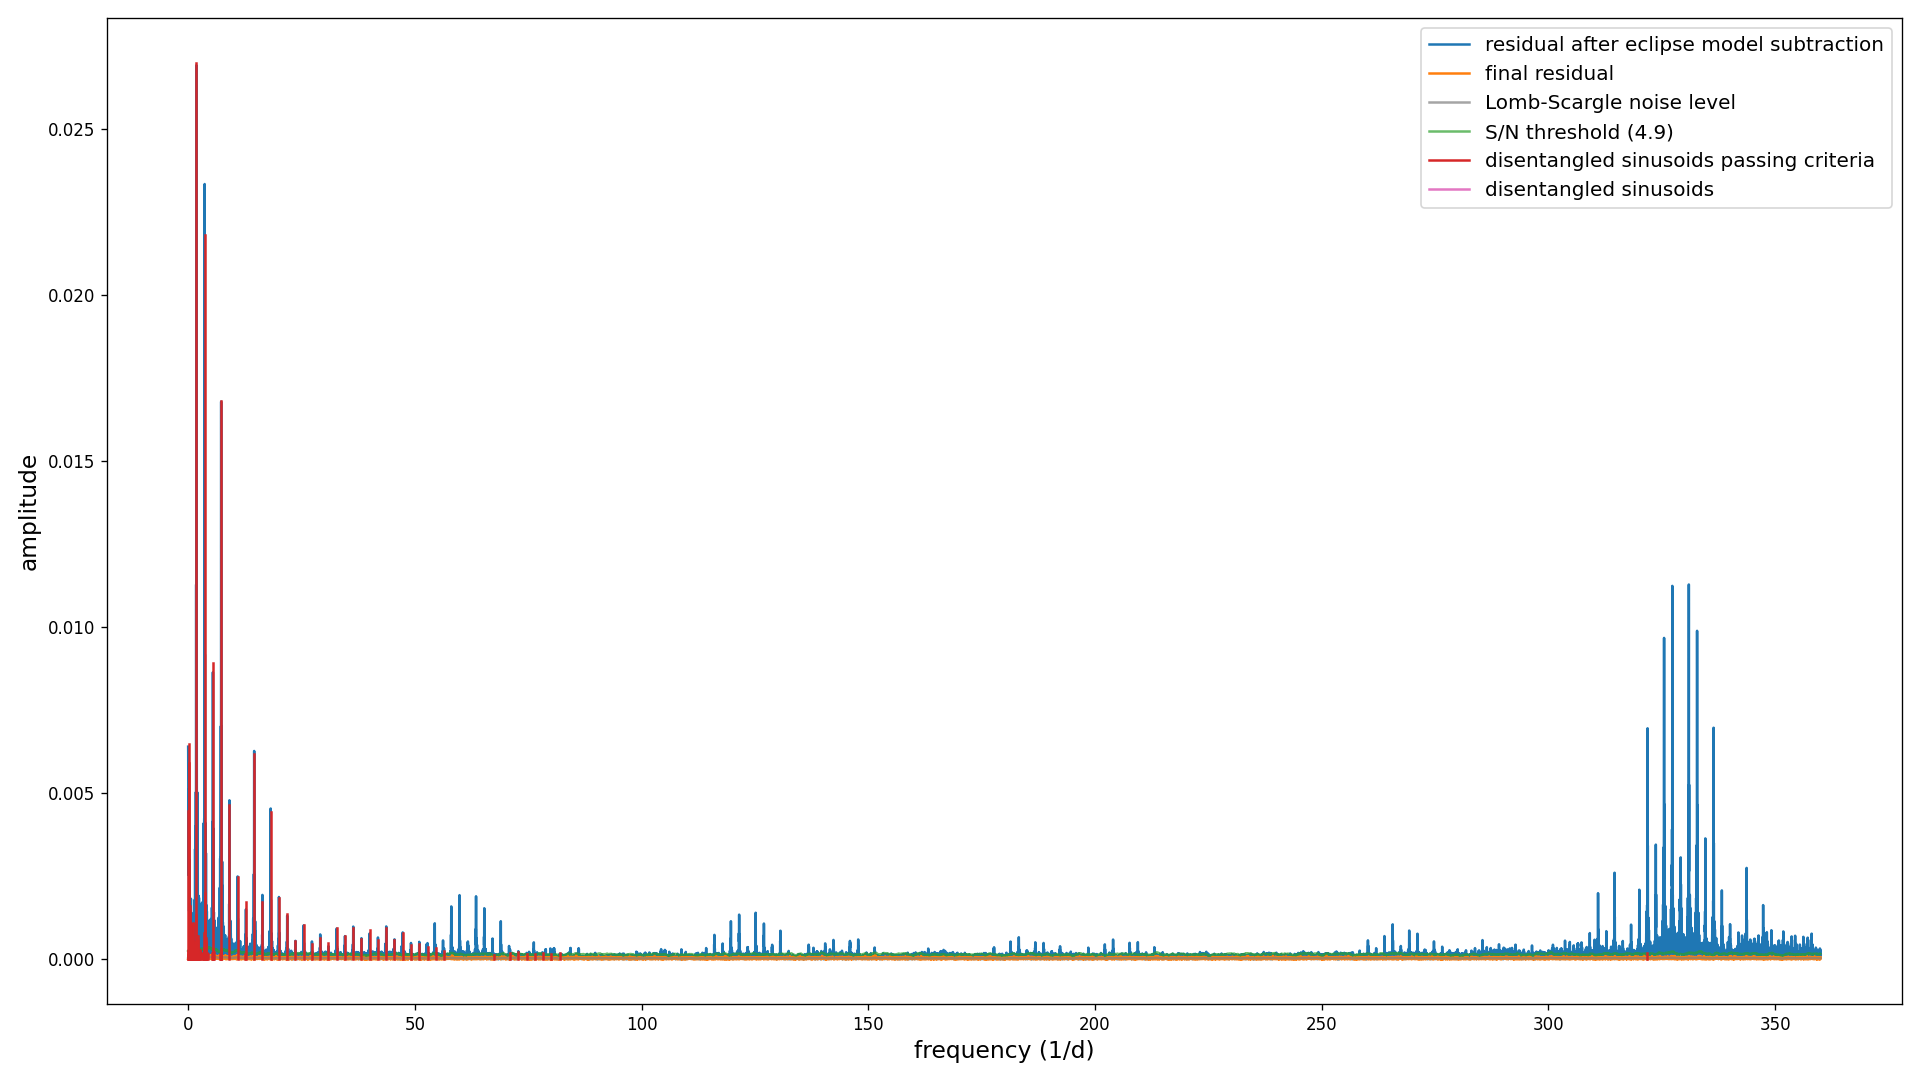 residual after eclipse model subtraction
final residual
Lomb-Scargle noise level
S/N threshold (4.9)
disentangled sinusoids passing criteria
disentangled sinusoids
amplitude
0.025
0.020
0.015
0.010
0.005
0.000
0 50 100 150 200 250 300 350
frequency (1/d)